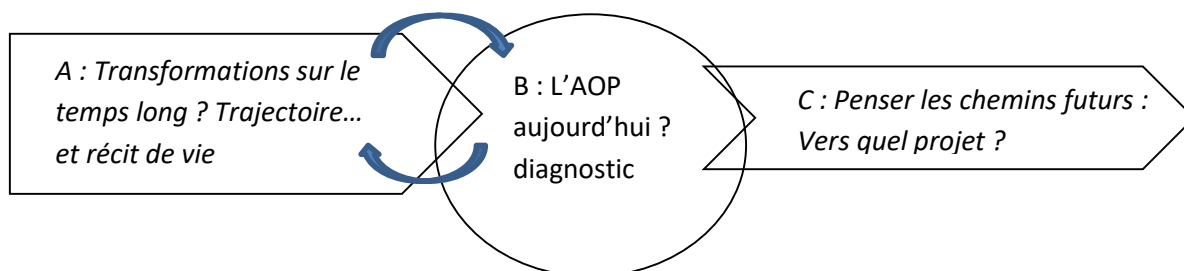 A : Transformations sur le
temps long ? Trajectoire…
et récit de vie
B : L’AOP
aujourd’hui ?
diagnostic
C : Penser les chemins futurs :
Vers quel projet ?